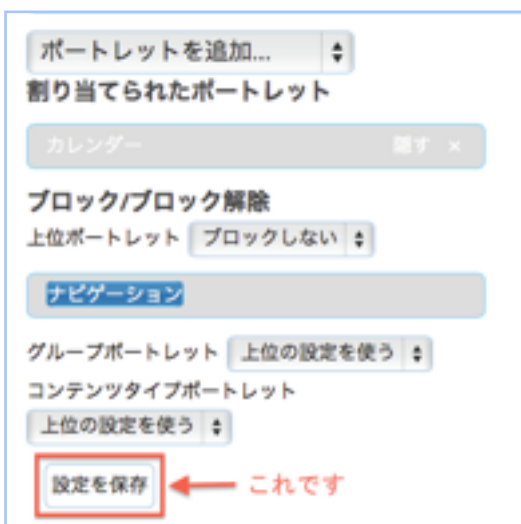 ポートレットを追加...
割り当てられたポートレット
カレンダー 隠す ×
ブロック/ブロック解除
上位ポートレット ブロックしない
ナビゲーション
グループポートレット 上位の設定を使う
コンテンツタイプポートレット
上位の設定を使う
設定を保存 これです